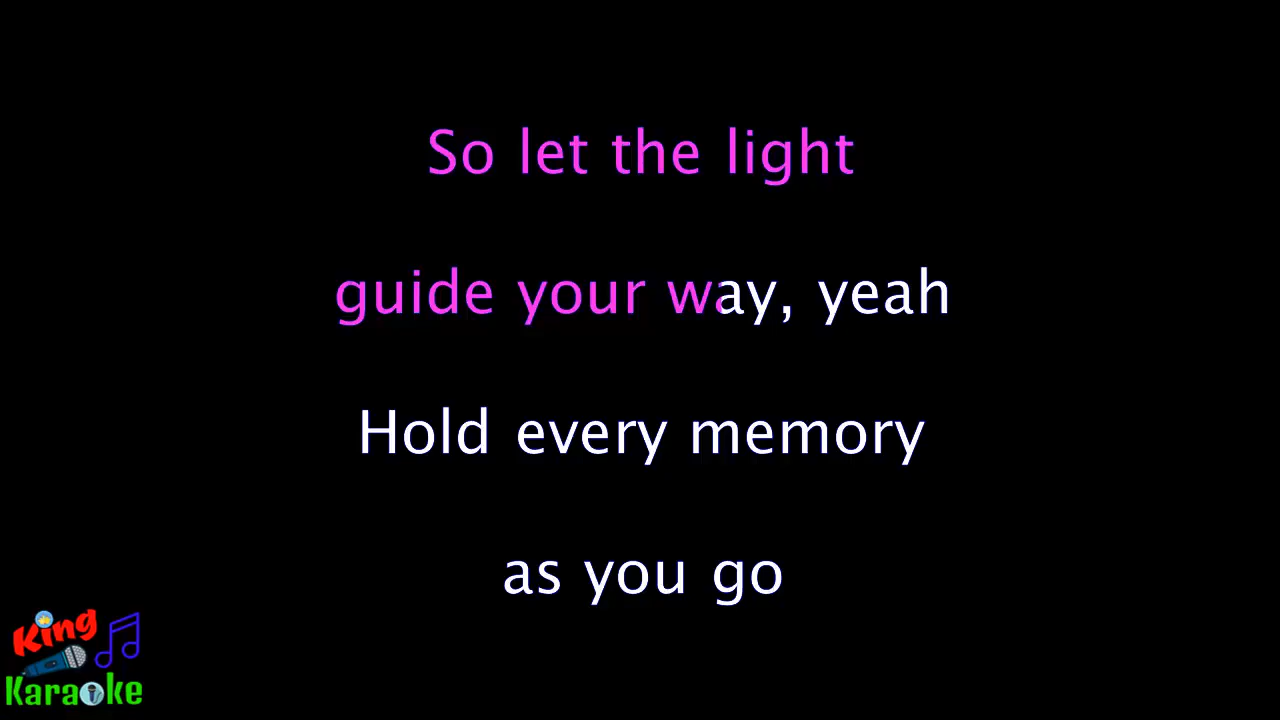 So let the light
guide your way, yeah
Hold every memory
as you go
King
Karaoke